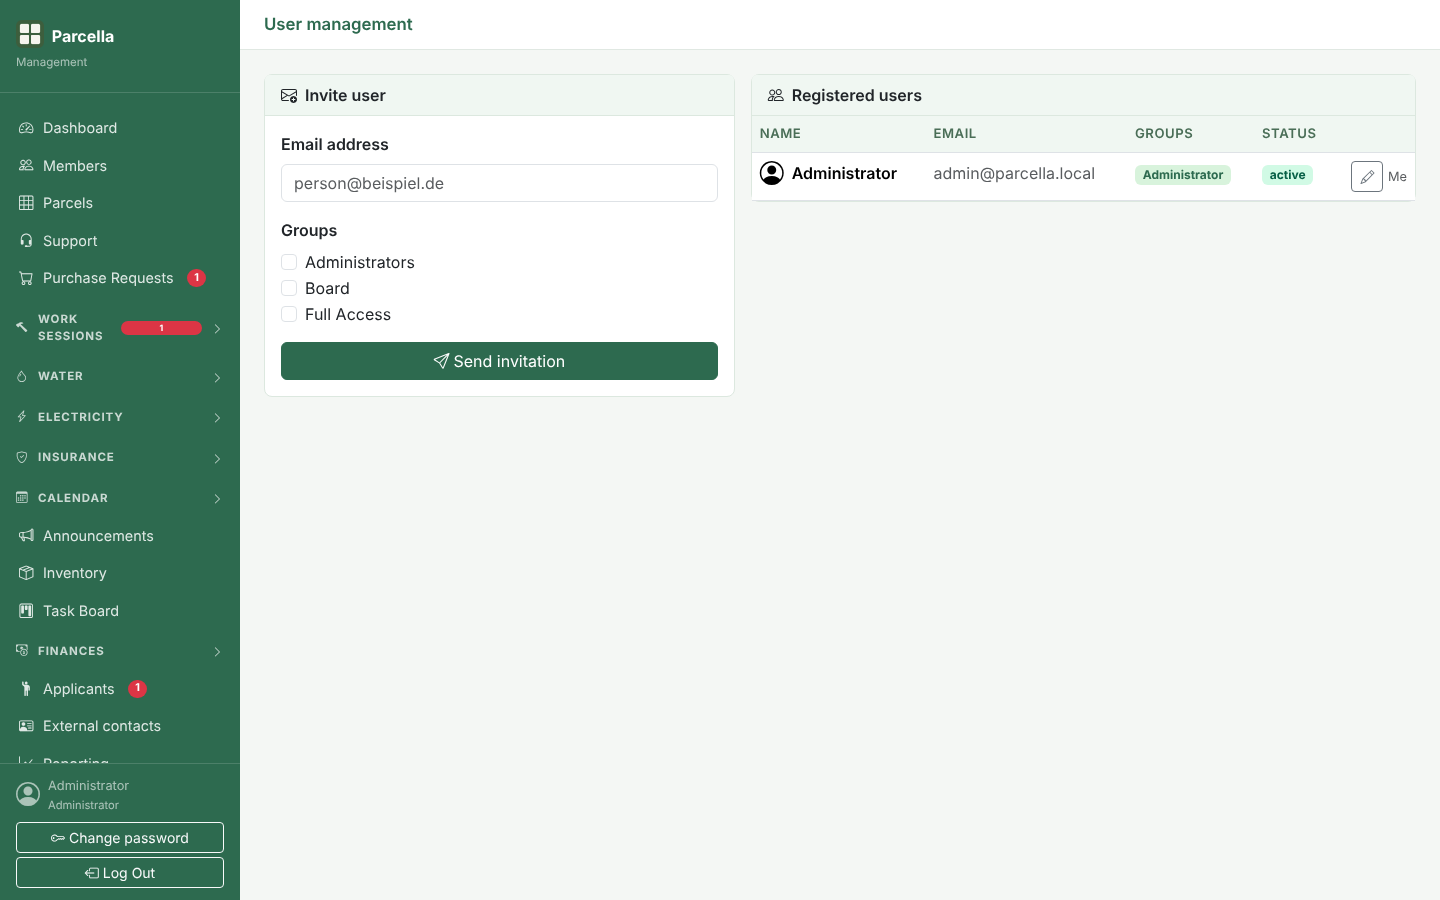 Parcella
Management
Dashboard
Members
Parcels
Support
Purchase Requests 1
WORK SESSIONS 1
WATER
ELECTRICITY
INSURANCE
CALENDAR
Announcements
Inventory
Task Board
FINANCES
Applicants 1
External contacts
Reporting
Administrator
Administrator
Change password
Log Out
User management
Invite user
Email address
person@beispiel.de
Groups
Administrators
Board
Full Access
Send invitation
Registered users
NAME EMAIL GROUPS STATUS
Administrator admin@parcella.local Administrator active Me